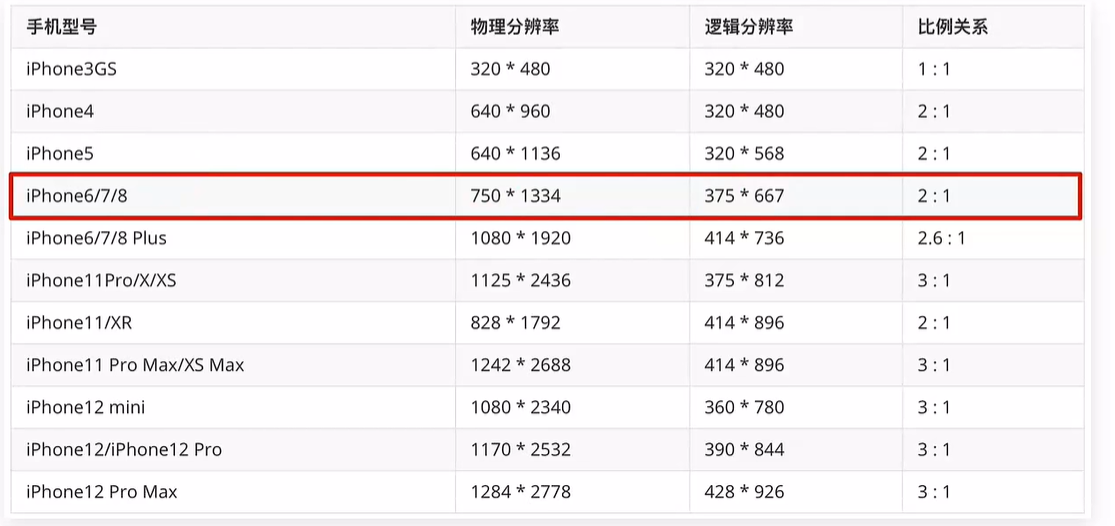 手机型号 物理分辨率 逻辑分辨率 比例关系
iPhone3GS 320 * 480 320 * 480 1 : 1
iPhone4 640 * 960 320 * 480 2 : 1
iPhone5 640 * 1136 320 * 568 2 : 1
iPhone6/7/8 750 * 1334 375 * 667 2 : 1
iPhone6/7/8 Plus 1080 * 1920 414 * 736 2.6 : 1
iPhone11Pro/X/XS 1125 * 2436 375 * 812 3 : 1
iPhone11/XR 828 * 1792 414 * 896 2 : 1
iPhone11 Pro Max/XS Max 1242 * 2688 414 * 896 3 : 1
iPhone12 mini 1080 * 2340 360 * 780 3 : 1
iPhone12/iPhone12 Pro 1170 * 2532 390 * 844 3 : 1
iPhone12 Pro Max 1284 * 2778 428 * 926 3 : 1